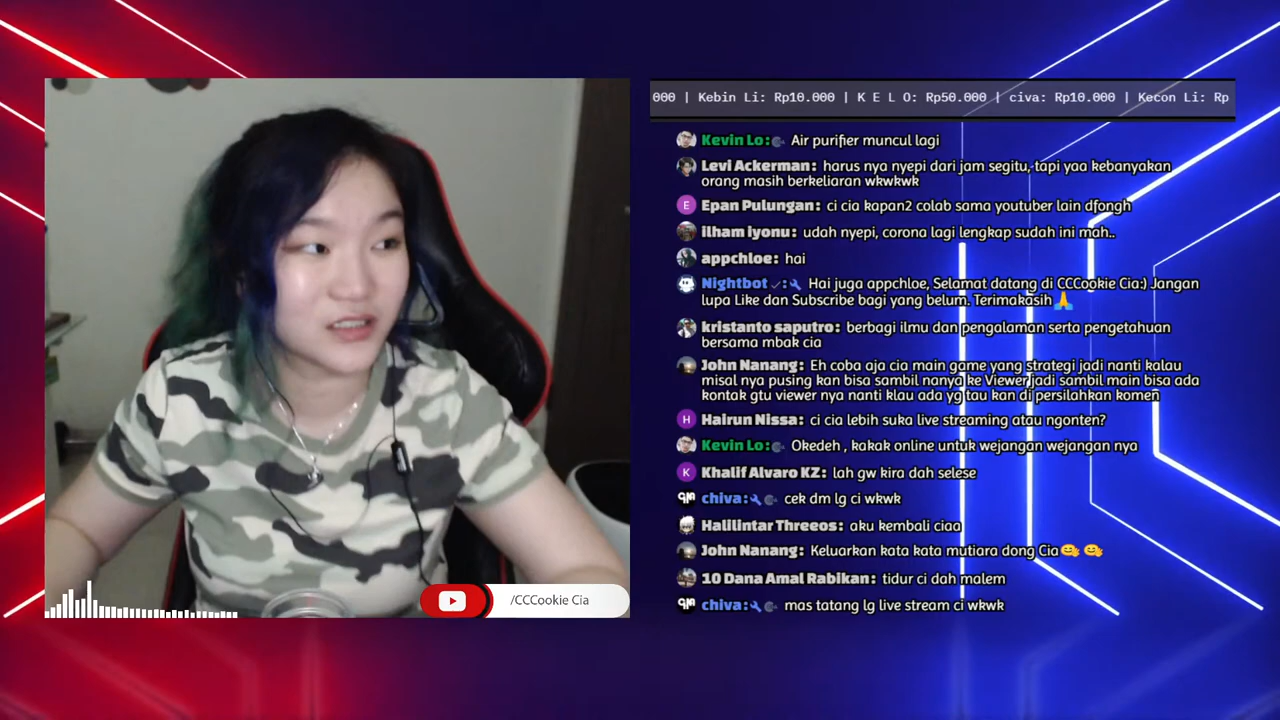 000 | Kebin Li: Rp10.000 | K E L O: Rp50.000 | civa: Rp10.000 | Kecon Li: Rp
Kevin Lo: Air purifier muncul lagi
Levi Ackerman: harus nya nyepi dari jam segitu, tapi yaa kebanyakan
orang masih berkeliaran wkwkwk
E Epan Pulungan: ci cia kapan2 colab sama youtuber lain dfongh
ilham iyonu: udah nyepi, corona lagi lengkap sudah ini mah..
appchloe: hai
Nightbot ✓: Hai juga appchloe, Selamat datang di CCCookie Cia:) Jangan
lupa Like dan Subscribe bagi yang belum. Terimakasih 🙏
kristanto saputro: berbagi ilmu dan pengalaman serta pengetahuan
bersama mbak cia
John Nanang: Eh coba aja cia main game yang strategi jadi nanti kalau
misal nya pusing kan bisa sambil nanya ke Viewer jadi sambil main bisa ada
kontak gtu viewer nya nanti klau ada yg tau kan di persilahkan komen
H Hairun Nissa: ci cia lebih suka live streaming atau ngonten?
Kevin Lo: Okedeh , kakak online untuk wejangan wejangan nya
K Khalif Alvaro KZ: lah gw kira dah selese
chiva: cek dm lg ci wkwk
Halilintar Threeos: aku kembali ciaa
John Nanang: Keluarkan kata kata mutiara dong Cia🤗 🤗
10 Dana Amal Rabikan: tidur ci dah malem
chiva: mas tatang lg live stream ci wkwk
/CCCookie Cia